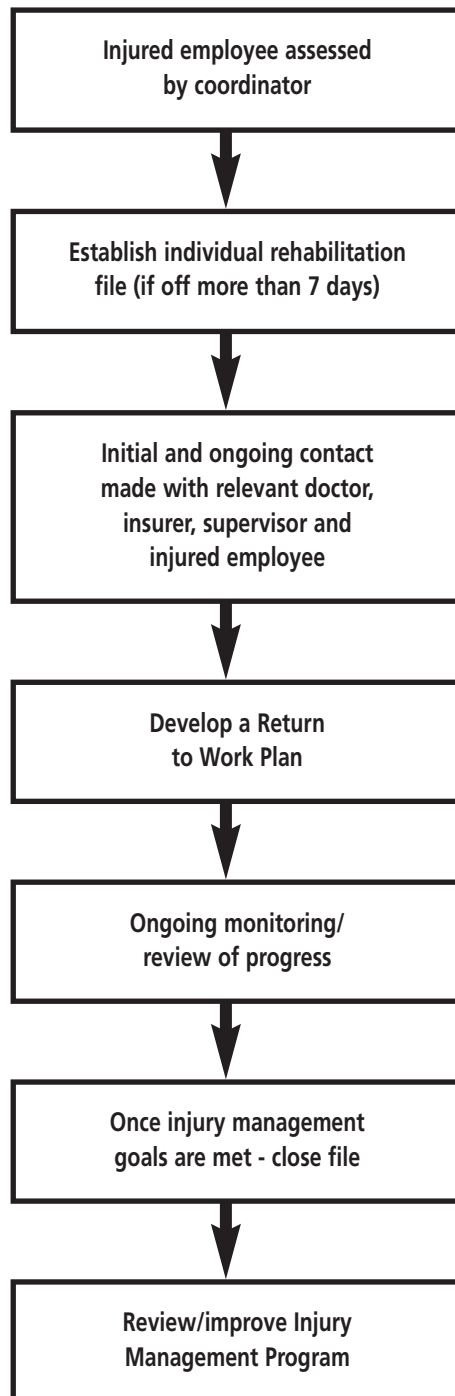 Injured employee assessed
by coordinator
Establish individual rehabilitation
file (if off more than 7 days)
Initial and ongoing contact
made with relevant doctor,
insurer, supervisor and
injured employee
Develop a Return
to Work Plan
Ongoing monitoring/
review of progress
Once injury management
goals are met - close file
Review/improve Injury
Management Program